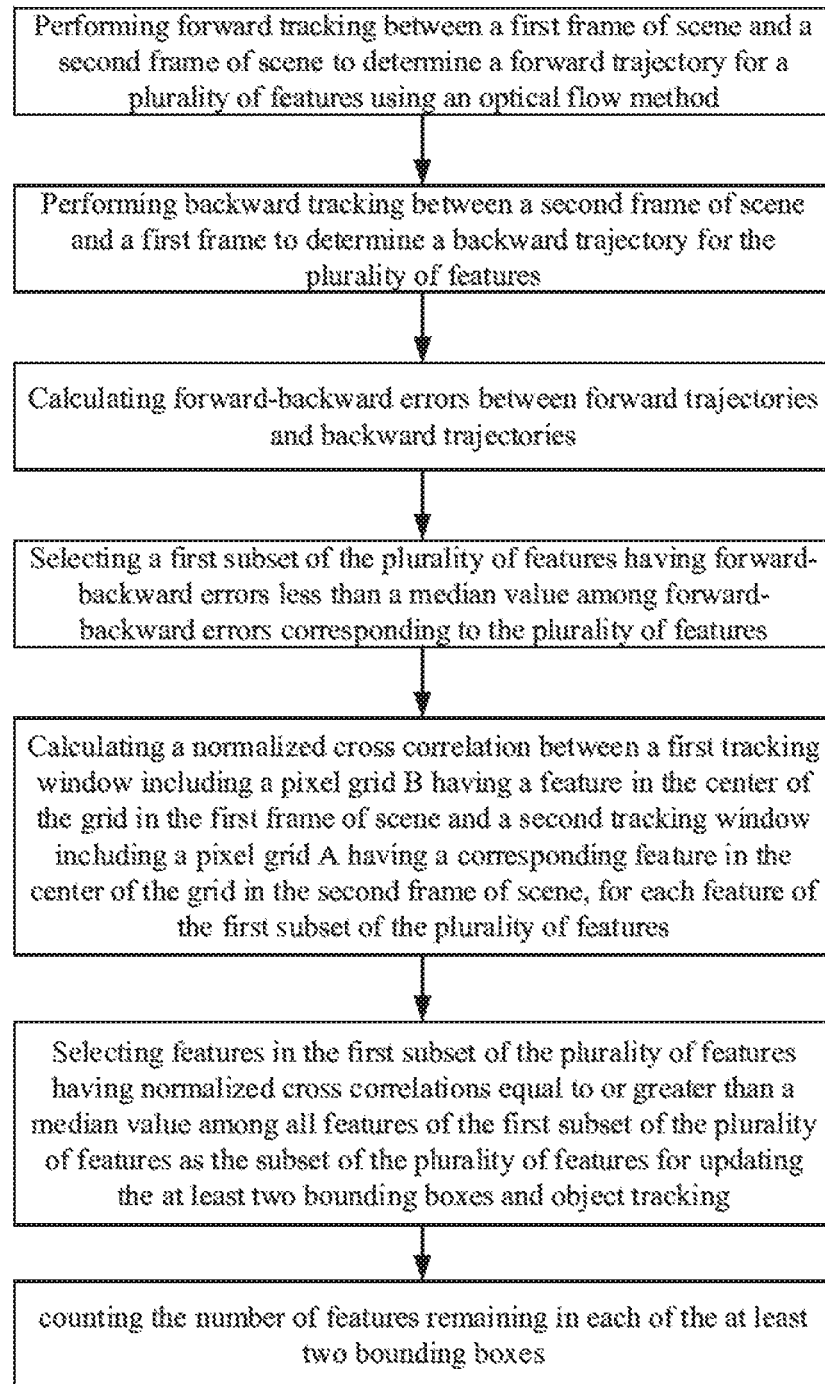 Performing forward tracking between a first frame of scene and a
second frame of scene to determine a forward trajectory for a
plurality of features using an optical flow method
Performing backward tracking between a second frame of scene
and a first frame to determine a backward trajectory for the
plurality of features
Calculating forward-backward errors between forward trajectories
and backward trajectories
Selecting a first subset of the plurality of features having forward-
backward errors less than a median value among forward-
backward errors corresponding to the plurality of features
Calculating a normalized cross correlation between a first tracking
window including a pixel grid B having a feature in the center of
the grid in the first frame of scene and a second tracking window
including a pixel grid A having a corresponding feature in the
center of the grid in the second frame of scene, for each feature of
the first subset of the plurality of features
Selecting features in the first subset of the plurality of features
having normalized cross correlations equal to or greater than a
median value among all features of the first subset of the plurality
of features as the subset of the plurality of features for updating
the at least two bounding boxes and object tracking
counting the number of features remaining in each of the at least
two bounding boxes